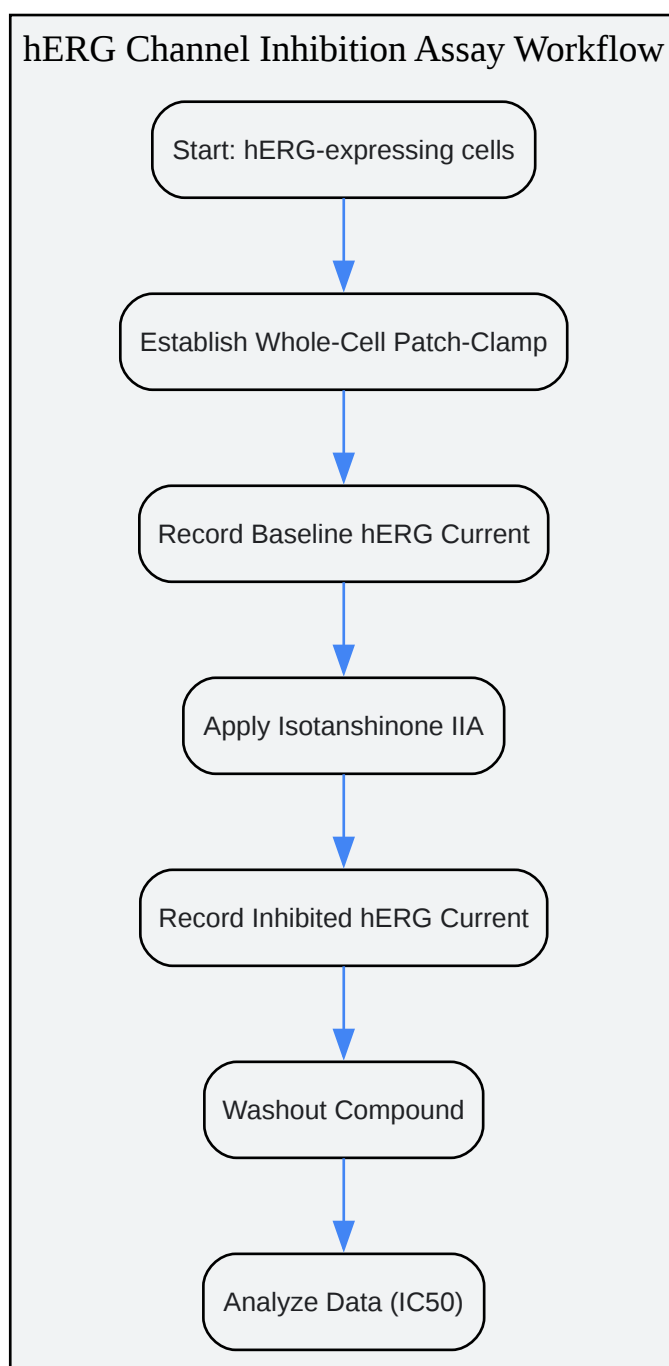 hERG Channel Inhibition Assay Workflow
Start: hERG-expressing cells
Establish Whole-Cell Patch-Clamp
Record Baseline hERG Current
Apply Isotanshinone IIA
Record Inhibited hERG Current
Washout Compound
Analyze Data (IC50)